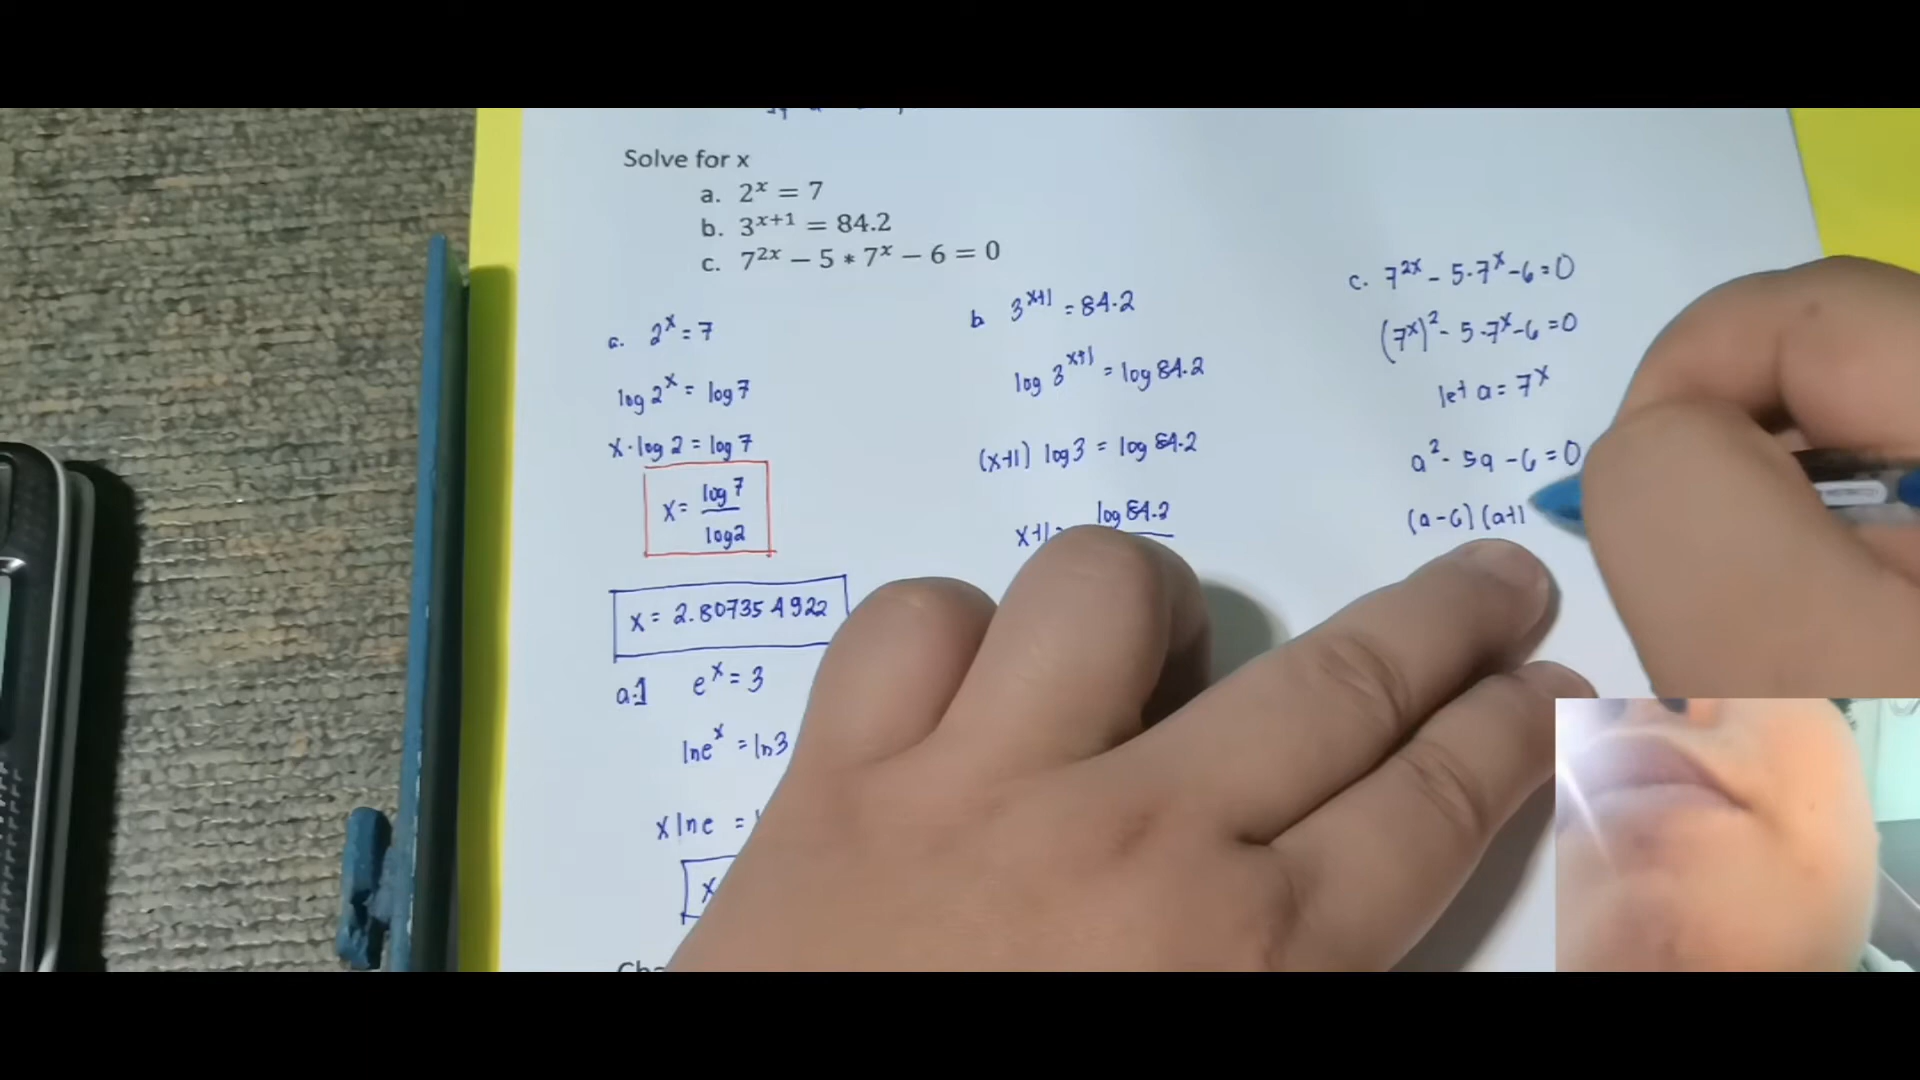 Solve for x
a. 2^x = 7
b. 3^{x+1} = 84.2
c. 7^{2x} − 5 ∗ 7^x − 6 = 0
a. 2^x = 7
log 2^x = log 7
x · log 2 = log 7
x = log 7 / log 2
x = 2.807354922
a.1 e^x = 3
ln e^x = ln 3
x ln e =
x
b 3^{x+1} = 84.2
log 3^{x+1} = log 84.2
(x+1) log 3 = log 84.2
x+1 = log 84.2
c. 7^{2x} - 5 · 7^x - 6 = 0
(7^x)^2 - 5 · 7^x - 6 = 0
let a = 7^x
a^2 - 5a - 6 = 0
(a - 6) (a+1